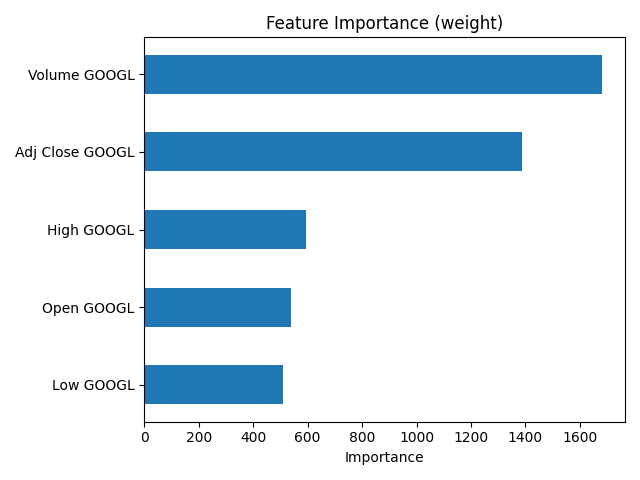 Feature Importance (weight)
Volume GOOGL
Adj Close GOOGL
High GOOGL
Open GOOGL
Low GOOGL
0 200 400 600 800 1000 1200 1400 1600
Importance